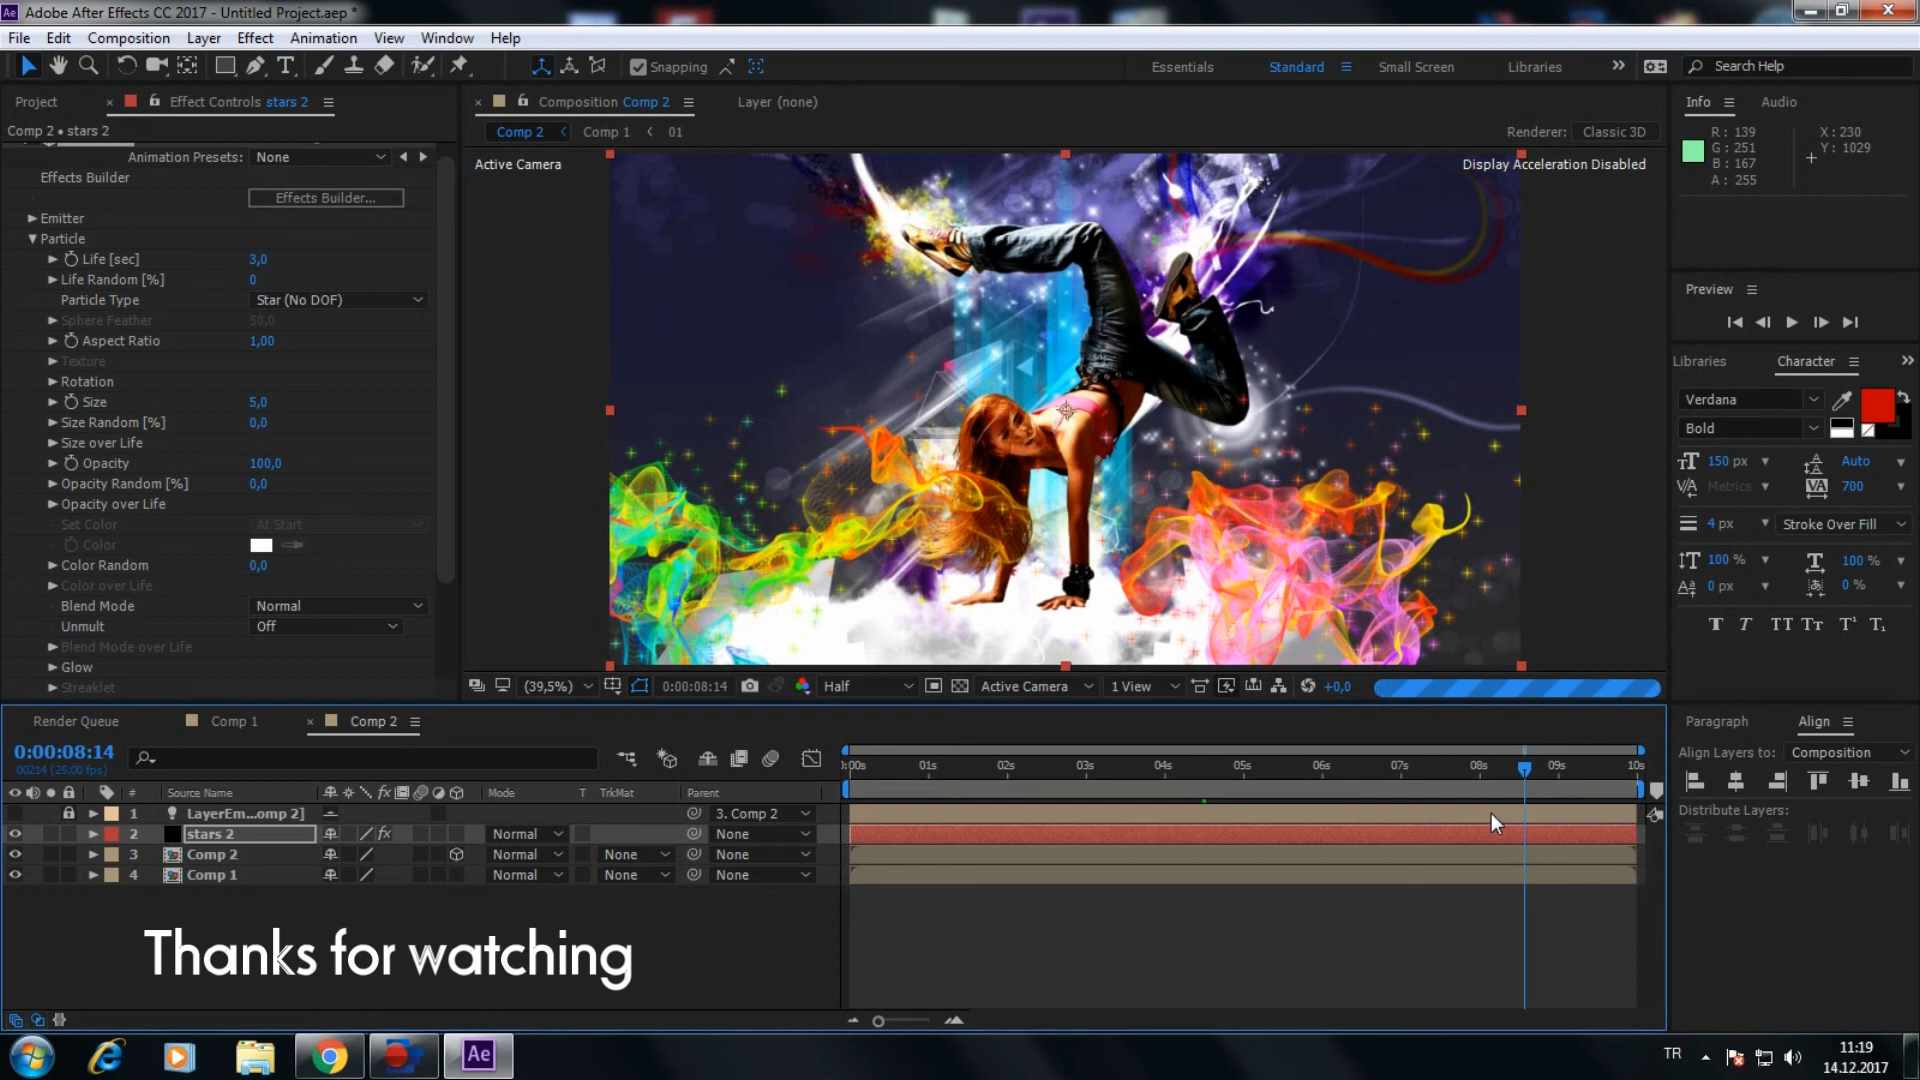 Adobe After Effects CC 2017 - Untitled Project.aep *
File Edit Composition Layer Effect Animation View Window Help
Snapping Essentials Standard Small Screen Libraries Search Help
Project Effect Controls stars 2
Comp 2 • stars 2
Animation Presets: None
Effects Builder
Effects Builder...
Emitter
Particle
Life [sec] 3,0
Life Random [%] 0
Particle Type Star (No DOF)
Sphere Feather 50,0
Aspect Ratio 1,00
Texture
Rotation
Size 5,0
Size Random [%] 0,0
Size over Life
Opacity 100,0
Opacity Random [%] 0,0
Opacity over Life
Set Color At Start
Color
Color Random 0,0
Color over Life
Blend Mode Normal
Unmult Off
Blend Mode over Life
Glow
Streaklet
Composition Comp 2 Layer (none)
Comp 2 Comp 1 01 Renderer: Classic 3D
Active Camera Display Acceleration Disabled
(39,5%) 0:00:08:14 Half Active Camera 1 View +0,0
Info Audio
R : 139 X : 230
G : 251 Y : 1029
B : 167
A : 255
Preview
Libraries Character
Verdana
Bold
150 px Auto
Metrics 700
4 px Stroke Over Fill
100 % 100 %
0 px 0 %
T T TT TT T¹ T₁
Paragraph Align
Align Layers to: Composition
Distribute Layers:
Render Queue Comp 1 Comp 2
0:00:08:14
00214 (25.00 fps)
:00s 01s 02s 03s 04s 05s 06s 07s 08s 09s 10s
# Source Name Mode T TrkMat Parent
1 LayerEm...omp 2] 3. Comp 2
2 stars 2 Normal None
3 Comp 2 Normal None None
4 Comp 1 Normal None None
Thanks for watching
Ae
TR 11:19
14.12.2017